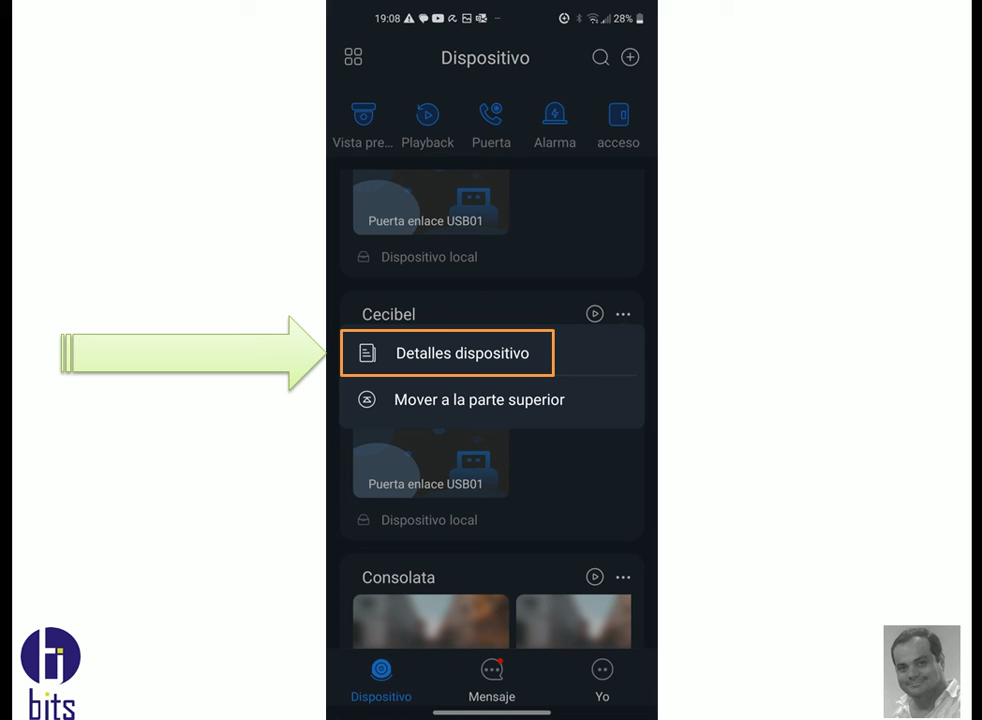 19:08
28%
Dispositivo
Vista pre... Playback Puerta Alarma acceso
Puerta enlace USB01
Dispositivo local
Cecibel
Detalles dispositivo
Mover a la parte superior
Puerta enlace USB01
Dispositivo local
Consolata
Dispositivo Mensaje Yo
bits